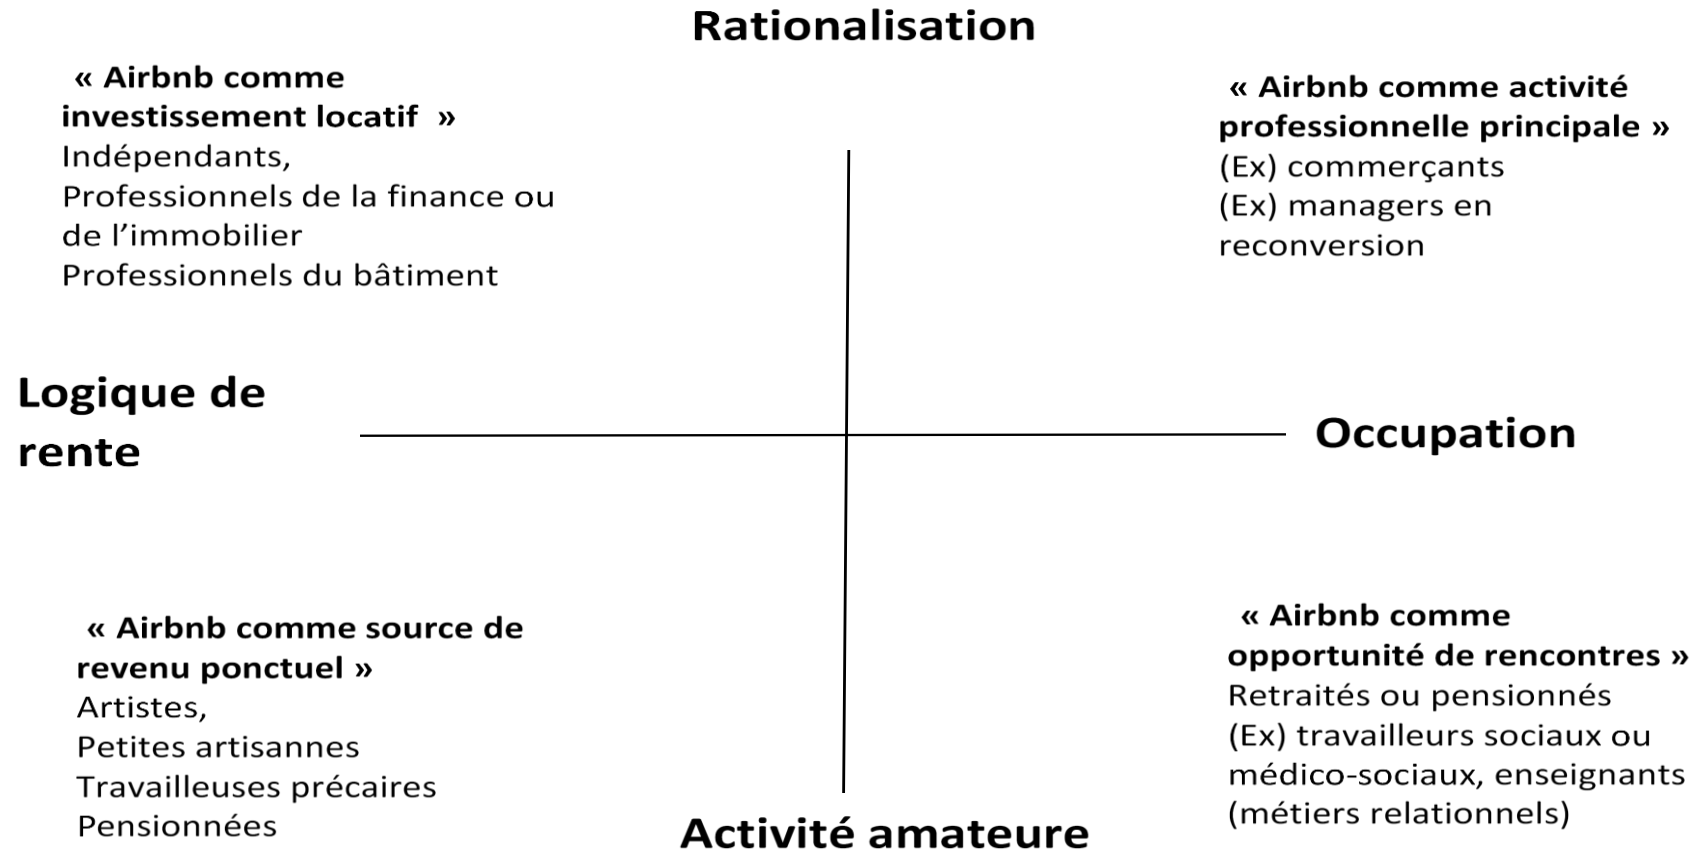 Rationalisation
« Airbnb comme
investissement locatif  »
Indépendants,
Professionnels de la finance ou
de l’immobilier
Professionnels du bâtiment
« Airbnb comme activité
professionnelle principale »
(Ex) commerçants
(Ex) managers en
reconversion
Logique de
rente
Occupation
« Airbnb comme source de
revenu ponctuel »
Artistes,
Petites artisannes
Travailleuses précaires
Pensionnées
« Airbnb comme
opportunité de rencontres »
Retraités ou pensionnés
(Ex) travailleurs sociaux ou
médico-sociaux, enseignants
(métiers relationnels)
Activité amateure